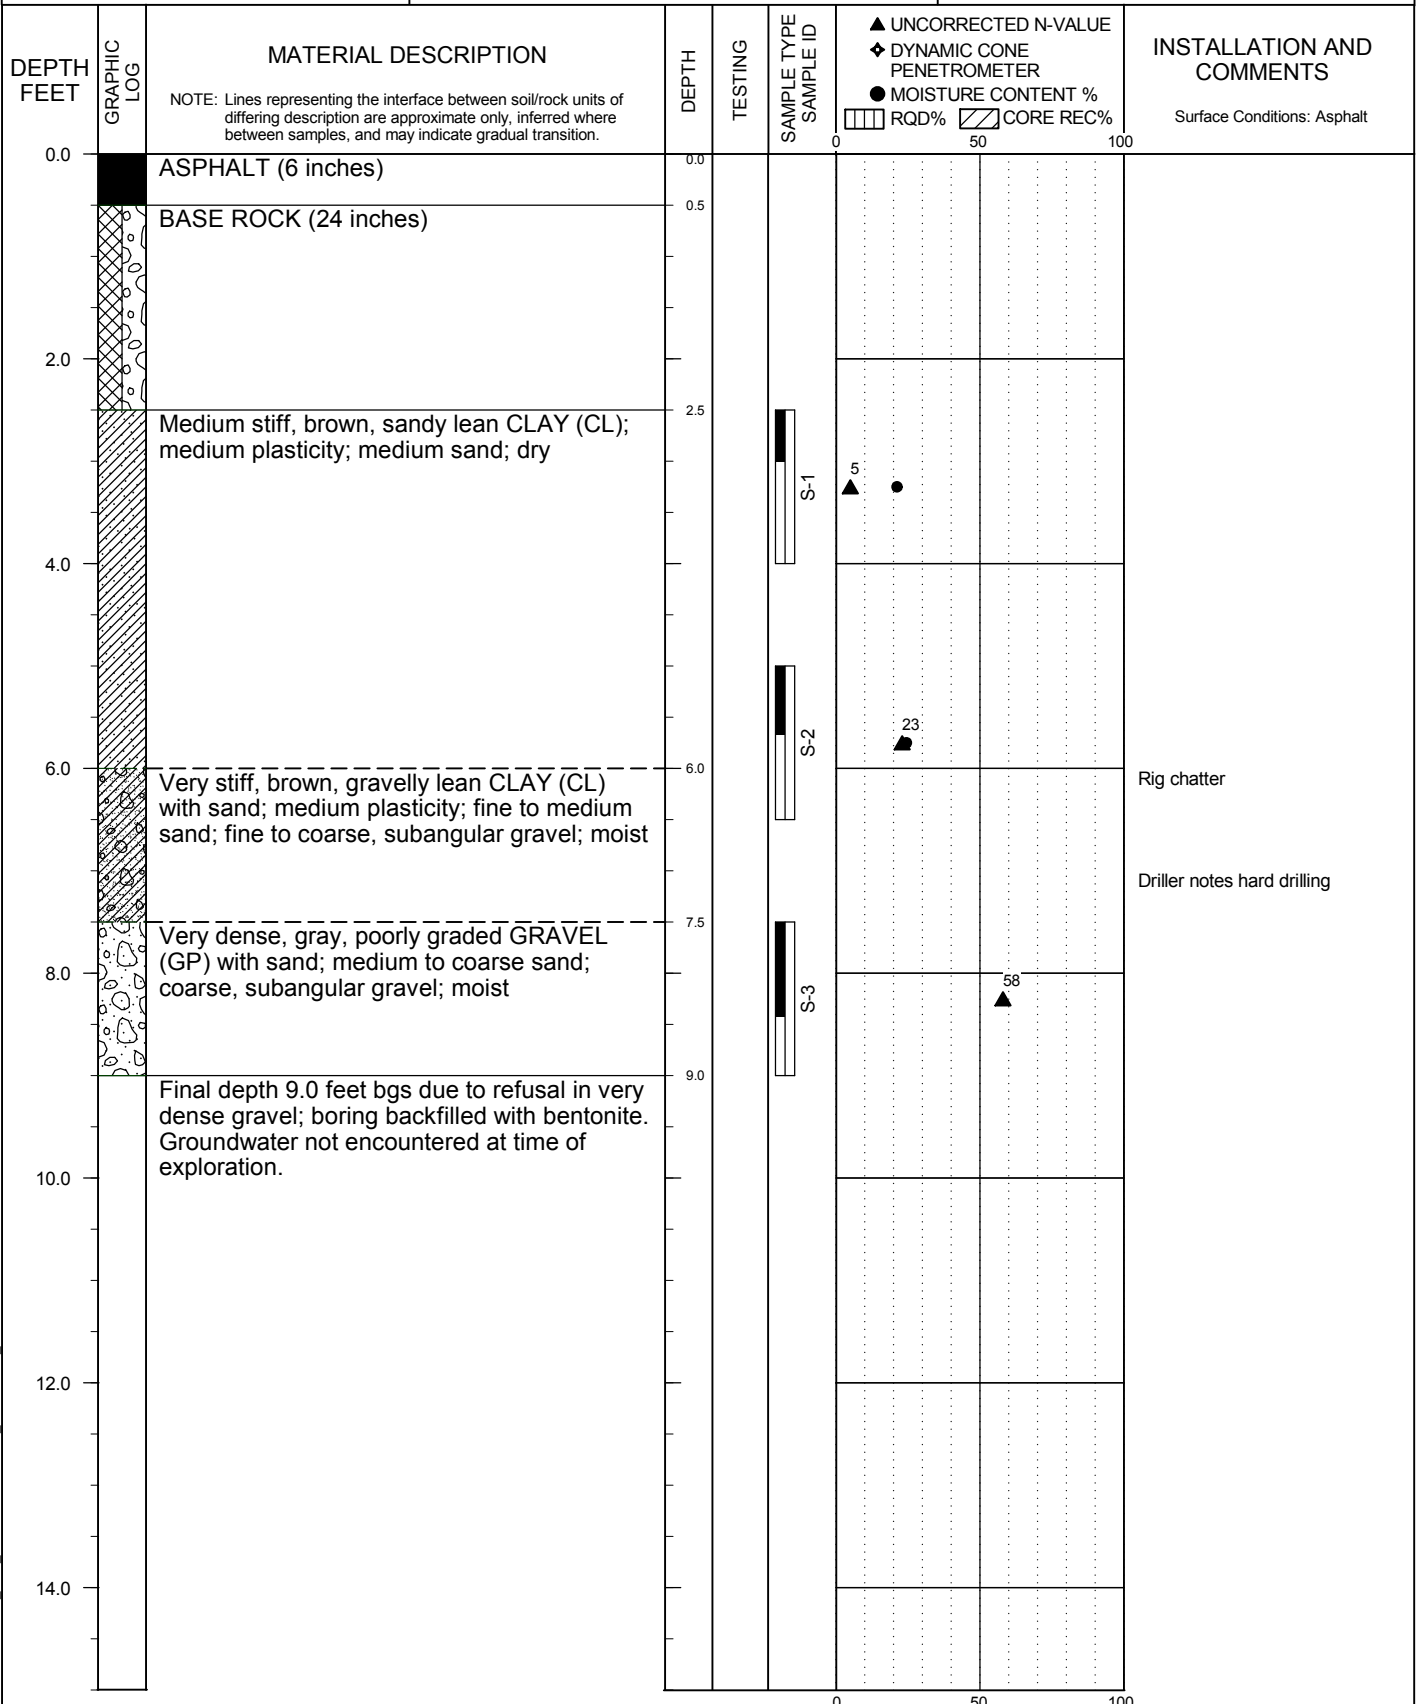 DEPTH
FEET
GRAPHIC
LOG
MATERIAL DESCRIPTION
NOTE: Lines representing the interface between soil/rock units of
differing description are approximate only, inferred where
between samples, and may indicate gradual transition.
DEPTH
TESTING
SAMPLE TYPE
SAMPLE ID
UNCORRECTED N-VALUE
DYNAMIC CONE
PENETROMETER
MOISTURE CONTENT %
RQD% CORE REC%
0 50 100
INSTALLATION AND
COMMENTS
Surface Conditions: Asphalt
0.0
ASPHALT (6 inches)
0.0
0.5
BASE ROCK (24 inches)
2.0
2.5
Medium stiff, brown, sandy lean CLAY (CL);
medium plasticity; medium sand; dry
S-1
5
4.0
S-2
23
6.0
6.0
Very stiff, brown, gravelly lean CLAY (CL)
with sand; medium plasticity; fine to medium
sand; fine to coarse, subangular gravel; moist
Rig chatter
Driller notes hard drilling
7.5
Very dense, gray, poorly graded GRAVEL
(GP) with sand; medium to coarse sand;
coarse, subangular gravel; moist
8.0
S-3
58
9.0
Final depth 9.0 feet bgs due to refusal in very
dense gravel; boring backfilled with bentonite.
Groundwater not encountered at time of
exploration.
10.0
12.0
14.0
0 50 100